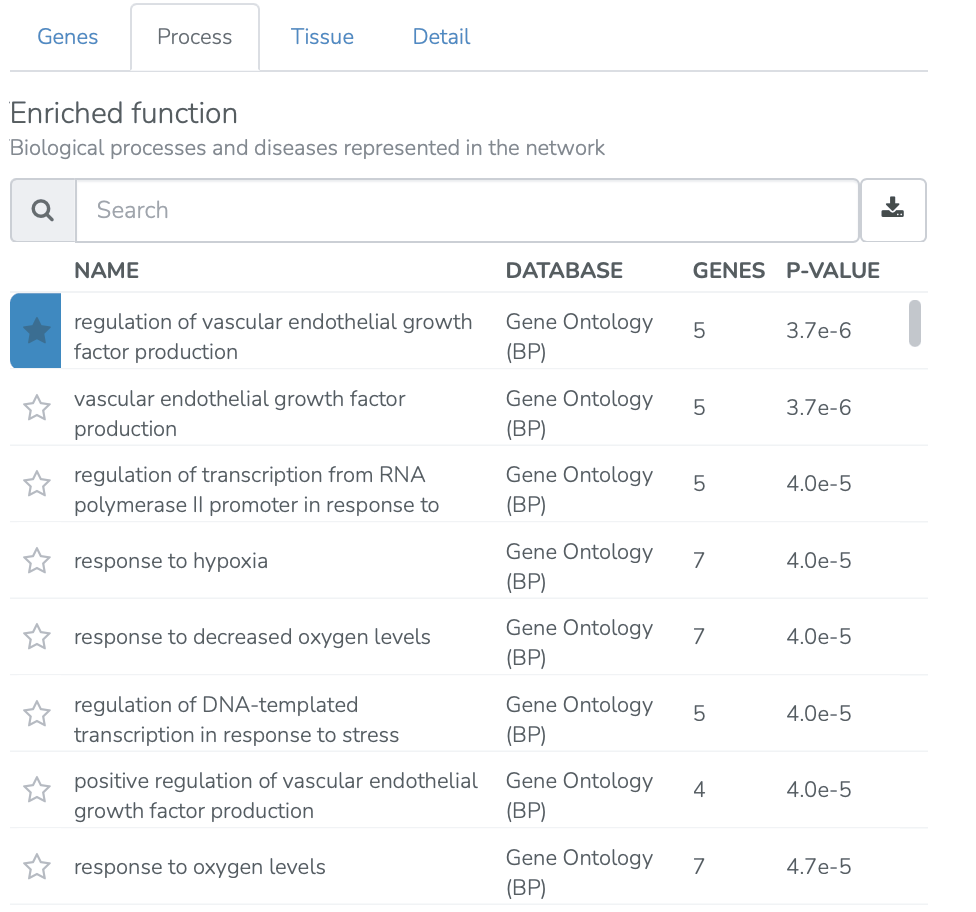 Genes Process Tissue Detail
Enriched function
Biological processes and diseases represented in the network
Search
NAME DATABASE GENES P-VALUE
regulation of vascular endothelial growth Gene Ontology
factor production (BP) 5 3.7e-6
vascular endothelial growth factor Gene Ontology
production (BP) 5 3.7e-6
regulation of transcription from RNA Gene Ontology
polymerase II promoter in response to (BP) 5 4.0e-5
response to hypoxia Gene Ontology
(BP) 7 4.0e-5
response to decreased oxygen levels Gene Ontology
(BP) 7 4.0e-5
regulation of DNA-templated Gene Ontology
transcription in response to stress (BP) 5 4.0e-5
positive regulation of vascular endothelial Gene Ontology
growth factor production (BP) 4 4.0e-5
response to oxygen levels Gene Ontology
(BP) 7 4.7e-5